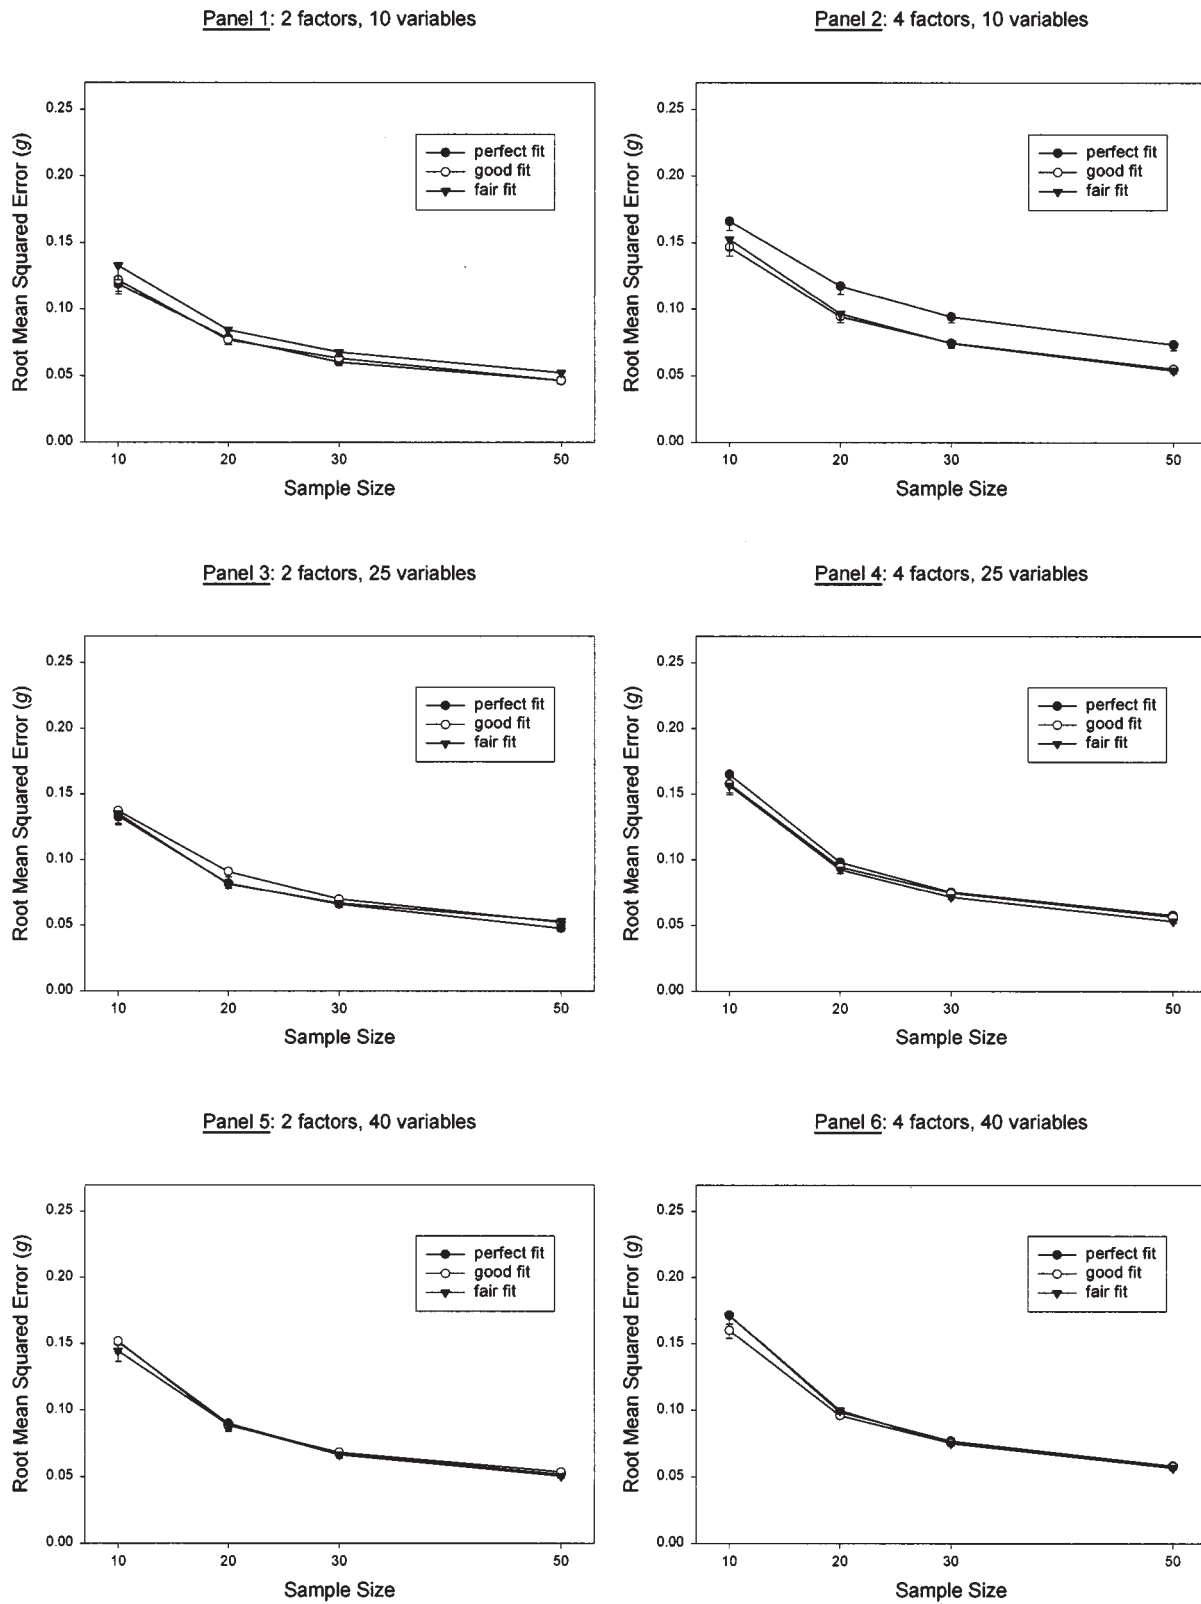 Panel 1: 2 factors, 10 variables
Root Mean Squared Error (g)
0.25
0.20
0.15
0.10
0.05
0.00
perfect fit
good fit
fair fit
10 20 30 50
Sample Size
Panel 2: 4 factors, 10 variables
Root Mean Squared Error (g)
0.25
0.20
0.15
0.10
0.05
0.00
perfect fit
good fit
fair fit
10 20 30 50
Sample Size
Panel 3: 2 factors, 25 variables
Root Mean Squared Error (g)
0.25
0.20
0.15
0.10
0.05
0.00
perfect fit
good fit
fair fit
10 20 30 50
Sample Size
Panel 4: 4 factors, 25 variables
Root Mean Squared Error (g)
0.25
0.20
0.15
0.10
0.05
0.00
perfect fit
good fit
fair fit
10 20 30 50
Sample Size
Panel 5: 2 factors, 40 variables
Root Mean Squared Error (g)
0.25
0.20
0.15
0.10
0.05
0.00
perfect fit
good fit
fair fit
10 20 30 50
Sample Size
Panel 6: 4 factors, 40 variables
Root Mean Squared Error (g)
0.25
0.20
0.15
0.10
0.05
0.00
perfect fit
good fit
fair fit
10 20 30 50
Sample Size